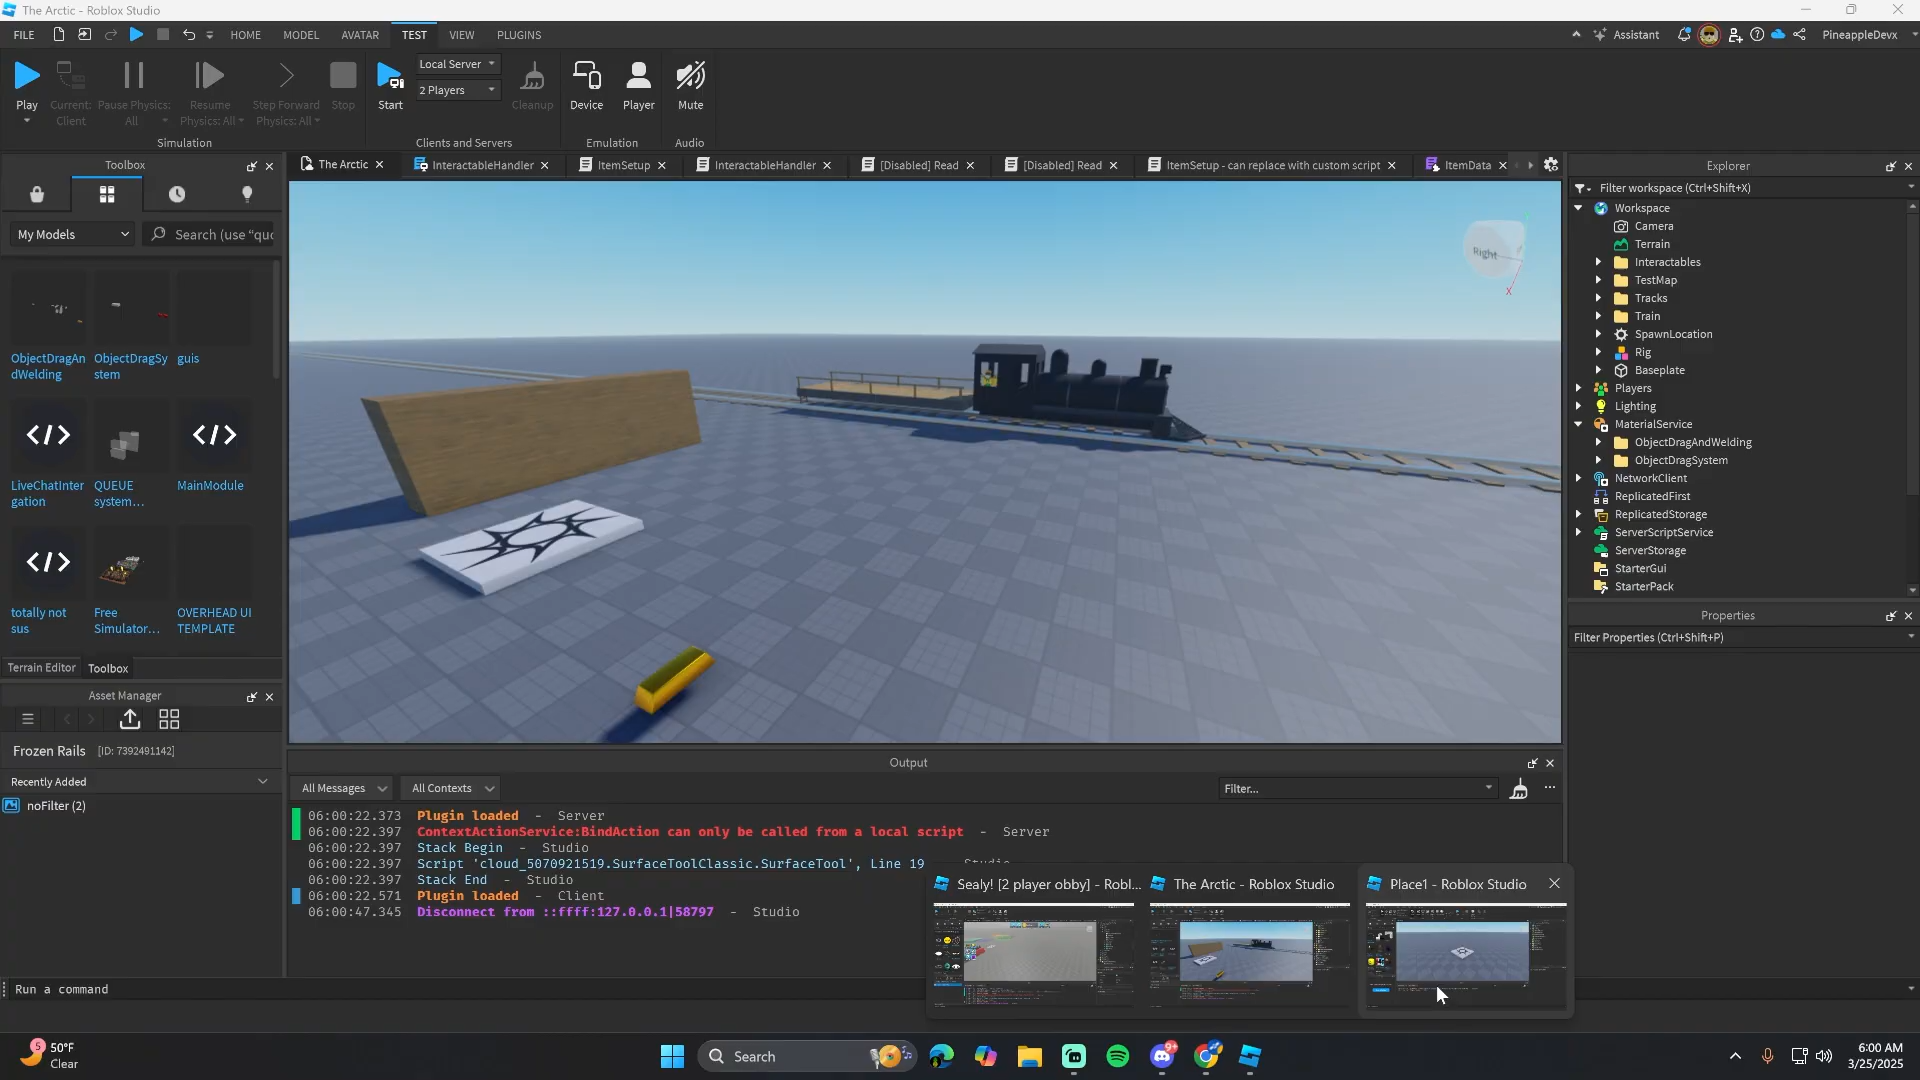 The Arctic - Roblox Studio
FILE HOME MODEL AVATAR TEST VIEW PLUGINS Assistant PineappleDevx
Play Current: Client Pause Physics: All Resume Physics: All Step Forward Physics: All Stop
Simulation
Start Local Server 2 Players Cleanup
Clients and Servers
Device Player
Emulation
Mute
Audio
Toolbox
My Models Search (use "quo
ObjectDragAn
dWelding
ObjectDragSy
stem
guis
LiveChatInter
gation
QUEUE
system...
MainModule
totally not
sus
Free
Simulator...
OVERHEAD UI
TEMPLATE
Terrain Editor Toolbox
Asset Manager
Frozen Rails [ID: 7392491142]
Recently Added
noFilter (2)
The Arctic InteractableHandler ItemSetup InteractableHandler [Disabled] Read [Disabled] Read ItemSetup - can replace with custom script ItemData
Right
X
Output
All Messages All Contexts Filter...
06:00:22.373 Plugin loaded - Server
06:00:22.397 ContextActionService:BindAction can only be called from a local script - Server
06:00:22.397 Stack Begin - Studio
06:00:22.397 Script 'cloud_5070921519.SurfaceToolClassic.SurfaceTool', Line 19 - Studio
06:00:22.397 Stack End - Studio
06:00:22.571 Plugin loaded - Client
06:00:47.345 Disconnect from ::ffff:127.0.0.1|58797 - Studio
Explorer
Filter workspace (Ctrl+Shift+X)
Workspace
Camera
Terrain
Interactables
TestMap
Tracks
Train
SpawnLocation
Rig
Baseplate
Players
Lighting
MaterialService
ObjectDragAndWelding
ObjectDragSystem
NetworkClient
ReplicatedFirst
ReplicatedStorage
ServerScriptService
ServerStorage
StarterGui
StarterPack
Properties
Filter Properties (Ctrl+Shift+P)
Sealy! [2 player obby] - Robl... The Arctic - Roblox Studio Place1 - Roblox Studio
Run a command
5
50°F
Clear
Search
9+
6:00 AM
3/25/2025